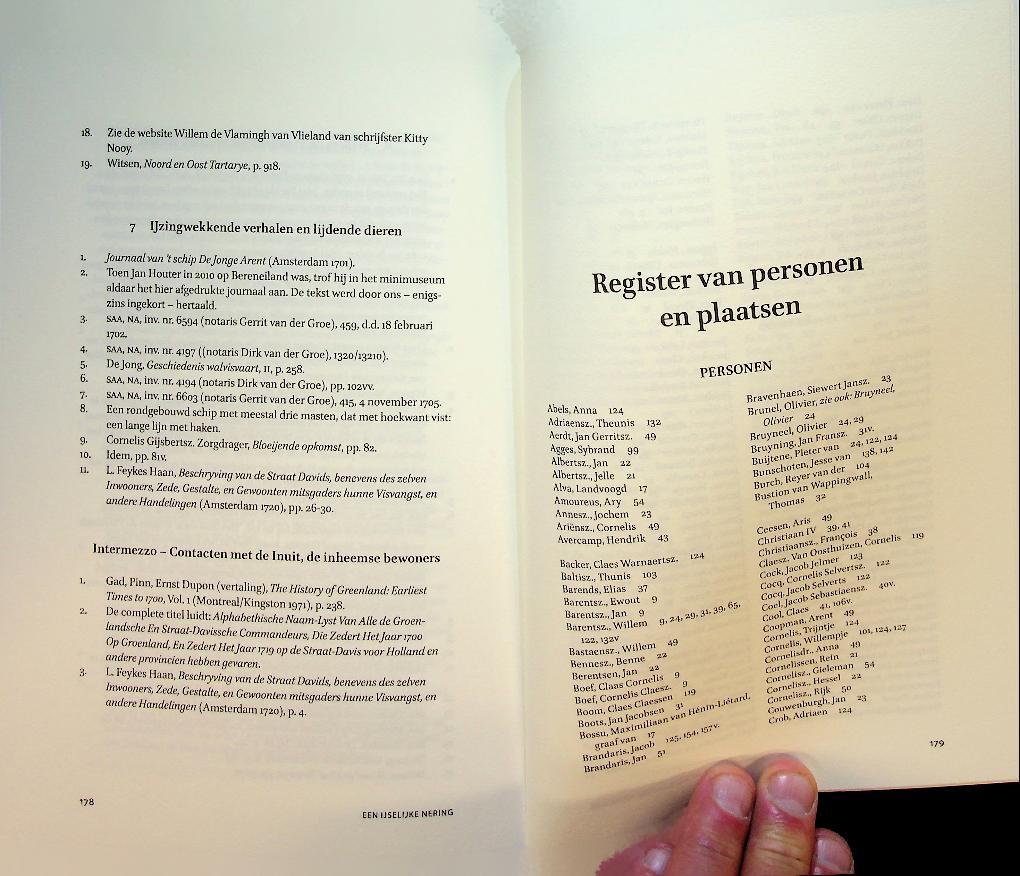 18. Zie de website Willem de Vlamingh van Vlieland van schrijfster Kitty
Nooy.
19. Witsen, Noord en Oost Tartarye, p. 918.
7 IJzingwekkende verhalen en lijdende dieren
1. Journaal van 't schip De Jonge Arent (Amsterdam 1701).
2. Toen Jan Houter in 2010 op Bereneiland was, trof hij in het minimuseum
aldaar het hier afgedrukte journaal aan. De tekst werd door ons – enigs-
zins ingekort – hertaald.
3. SAA, NA, inv. nr. 6594 (notaris Gerrit van der Groe), 459, d.d. 18 februari
1702.
4. SAA, NA, inv. nr. 4197 ((notaris Dirk van der Groe), 1320/13210).
5. De Jong, Geschiedenis walvisvaart, II, p. 258.
6. SAA, NA, inv. nr. 4194 (notaris Dirk van der Groe), pp. 102vv.
7. SAA, NA, inv. nr. 6603 (notaris Gerrit van der Groe), 415, 4 november 1705.
8. Een rondgebouwd schip met meestal drie masten, dat met hoekwant vist:
een lange lijn met haken.
9. Cornelis Gijsbertsz. Zorgdrager, Bloeijende opkomst, pp. 82.
10. Idem, pp. 81v.
11. L. Feykes Haan, Beschryving van de Straat Davids, benevens des zelven
Inwooners, Zede, Gestalte, en Gewoonten mitsgaders hunne Visvangst, en
andere Handelingen (Amsterdam 1720), pp. 26-30.
Intermezzo – Contacten met de Inuit, de inheemse bewoners
1. Gad, Pinn, Ernst Dupon (vertaling), The History of Greenland: Earliest
Times to 1700, Vol. 1 (Montreal/Kingston 1971), p. 238.
2. De complete titel luidt: Alphabethische Naam-Lyst Van Alle de Groen-
landsche En Straat-Davissche Commandeurs, Die Zedert Het Jaar 1700
Op Groenland, En Zedert Het Jaar 1719 op de Straat-Davis voor Holland en
andere provincien hebben gevaren.
3. L. Feykes Haan, Beschryving van de Straat Davids, benevens des zelven
Inwooners, Zede, Gestalte, en Gewoonten mitsgaders hunne Visvangst, en
andere Handelingen (Amsterdam 1720), p. 4.
178
EEN IJSELIJKE NERING
Register van personen
en plaatsen
PERSONEN
Abels, Anna 124
Adriaensz., Theunis 132
Aerdt, Jan Gerritsz. 49
Agges, Sybrand 99
Albertsz., Jan 22
Albertsz., Jelle 21
Alva, Landvoogd 17
Amoureus, Ary 54
Annesz., Jochem 23
Ariënsz., Cornelis 49
Avercamp, Hendrik 43
Backer, Claes Warnaertsz. 124
Baltisz., Thunis 103
Barends, Elias 37
Barentsz., Ewout 9
Barentsz., Jan 9
Barentsz., Willem 9, 24, 29, 31, 39, 65,
122, 132v
Bastaensz., Willem 49
Bennesz., Benne 22
Berentsen, Jan 22
Boef, Claas Cornelis 9
Boef, Cornelis Claesz. 9
Boom, Claes Claessen 119
Boots, Jan Jacobsen 31
Bossu, Maximiliaan van Hénin-Liétard,
graaf van 17
Brandaris, Jacob 125, 154, 157v.
Brandaris, Jan 51
Bravenhaen, Siewert Jansz. 23
Brunel, Olivier, zie ook: Bruyneel,
Olivier 24
Bruyneel, Olivier 24, 29
Bruyning, Jan Fransz. 31v.
Buijtene, Pieter van 24, 122, 124
Bunschoten, Jesse van 138, 142
Burch, Reyer van der 104
Bustion van Wappingwall,
Thomas 32
Ceesen, Aris 49
Christiaan IV 39, 41
Christiaansz., François 38
Claesz. Van Oosthuizen, Cornelis 119
Cock, Jacob Jelmer 123
Cocq, Cornelis Selvertsz. 122
Cocq, Jacob Selverts 122
Coel, Jacob Sebastiaensz. 40v.
Cool, Claes 41, 106v.
Coopman, Arent 49
Cornelis, Trijntje 124
Cornelis, Willempje 101, 124, 127
Cornelisdr., Anna 49
Cornelissen, Rein 21
Cornelisz., Gieleman 54
Cornelisz., Hessel 22
Cornelisz., Rijk 50
Couwenburgh, Jan 23
Crob, Adriaen 124
179